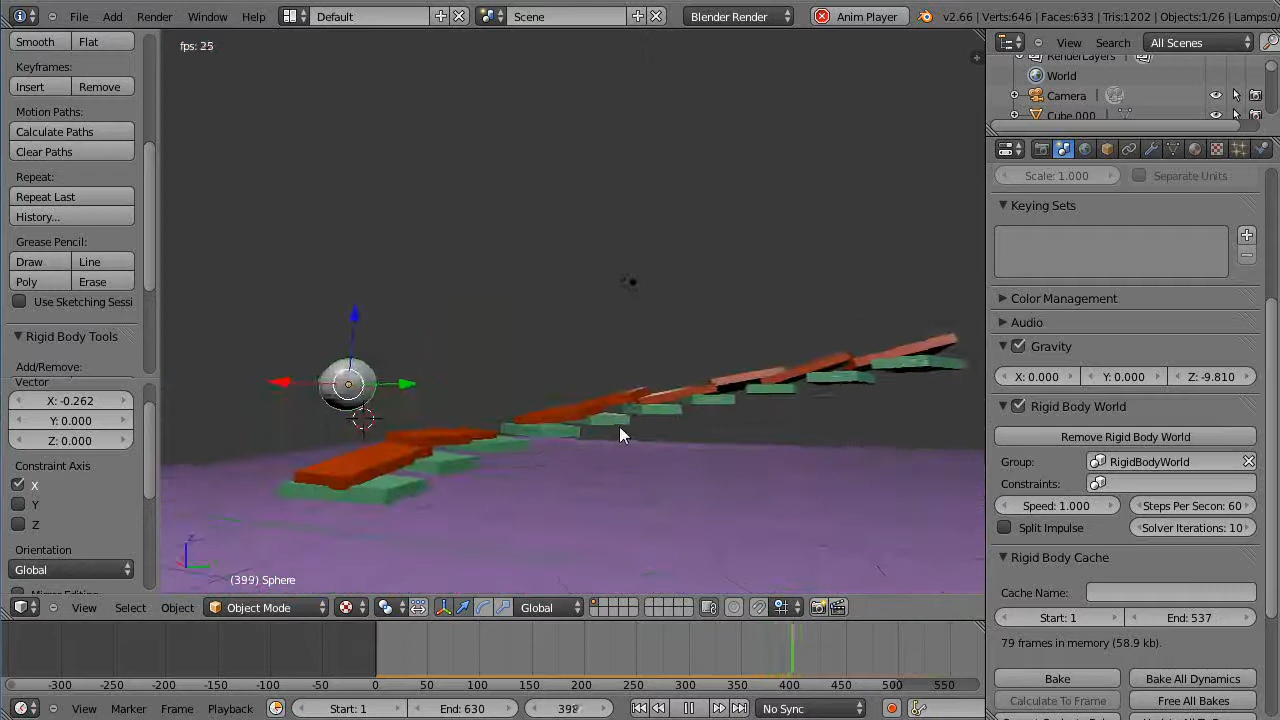 File Add Render Window Help Default Scene Blender Render Anim Player v2.66 | Verts:646 | Faces:633 | Tris:1202 | Objects:1/26 | Lamps:0/
Smooth Flat
Keyframes:
Insert Remove
Motion Paths:
Calculate Paths
Clear Paths
Repeat:
Repeat Last
History...
Grease Pencil:
Draw Line
Poly Erase
Use Sketching Sessi
Rigid Body Tools
Add/Remove:
Vector
X: -0.262
Y: 0.000
Z: 0.000
Constraint Axis
X
Y
Z
Orientation
Global
fps: 25
z
(399) Sphere
View Select Object Object Mode Global
-300 -250 -200 -150 -100 -50 0 50 100 150 200 250 300 350 400 450 500 550
View Marker Frame Playback Start: 1 End: 630 398 No Sync
View Search All Scenes
RenderLayers |
World
Camera |
Cube.000
Scale: 1.000 Separate Units
Keying Sets
Color Management
Audio
Gravity
X: 0.000 Y: 0.000 Z: -9.810
Rigid Body World
Remove Rigid Body World
Group: RigidBodyWorld
Constraints:
Speed: 1.000 Steps Per Secon: 60
Split Impulse Solver Iterations: 10
Rigid Body Cache
Cache Name:
Start: 1 End: 537
79 frames in memory (58.9 kb).
Bake Bake All Dynamics
Calculate To Frame Free All Bakes